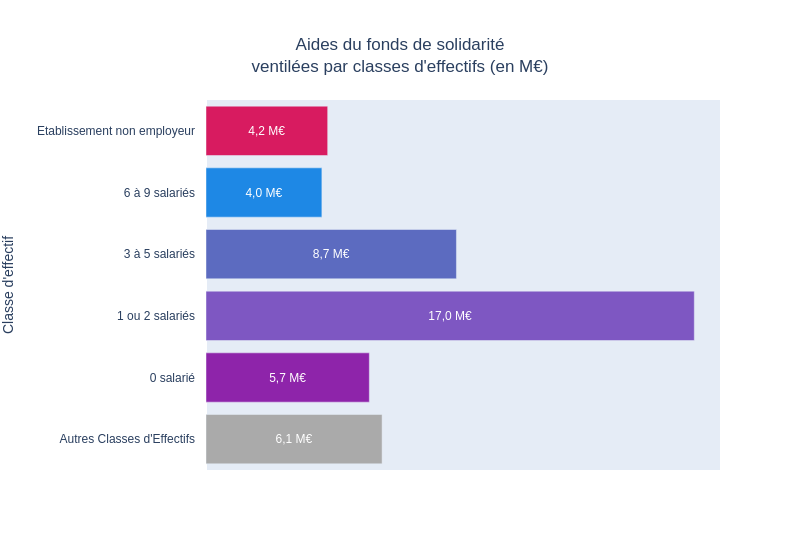 Aides du fonds de solidarité
ventilées par classes d'effectifs (en M€)
Classe d'effectif
Etablissement non employeur
4,2 M€
6 à 9 salariés
4,0 M€
3 à 5 salariés
8,7 M€
1 ou 2 salariés
17,0 M€
0 salarié
5,7 M€
Autres Classes d'Effectifs
6,1 M€